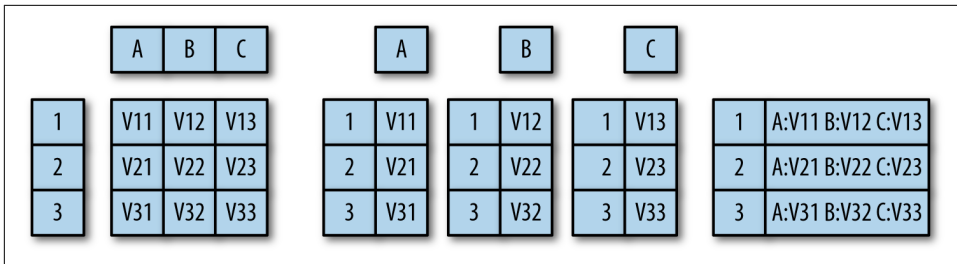 A B C A B C
1 V11 V12 V13 1 V11 1 V12 1 V13 1 A:V11 B:V12 C:V13
2 V21 V22 V23 2 V21 2 V22 2 V23 2 A:V21 B:V22 C:V23
3 V31 V32 V33 3 V31 3 V32 3 V33 3 A:V31 B:V32 C:V33